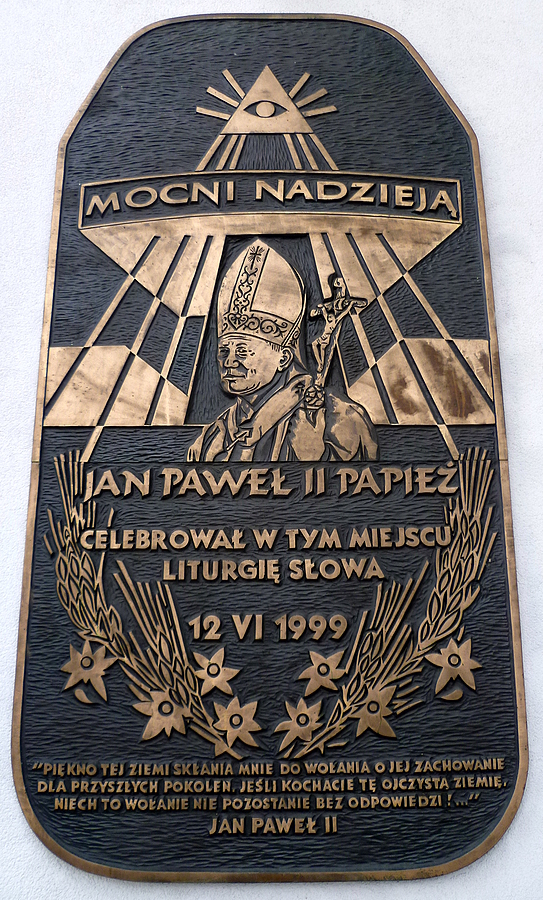 MOCNI NADZIEJĄ
JAN PAWEŁ II PAPIEŻ
CELEBROWAŁ W TYM MIEJSCU
LITURGIĘ SŁOWA
12 VI 1999
"PIĘKNO TEJ ZIEMI SKŁANIA MNIE DO WOŁANIA O JEJ ZACHOWANIE
DLA PRZYSZŁYCH POKOLEŃ. JEŚLI KOCHACIE TĘ OJCZYSTĄ ZIEMIĘ,
NIECH TO WOŁANIE NIE POZOSTANIE BEZ ODPOWIEDZI !..."
JAN PAWEŁ II